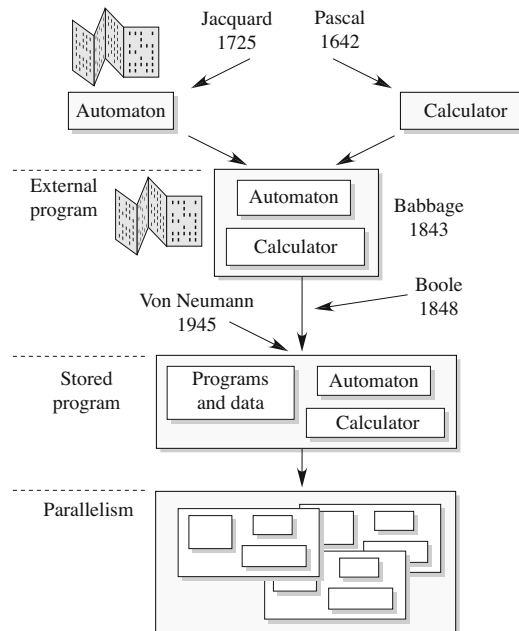 Jacquard
1725
Pascal
1642
Automaton
Calculator
External
program
Automaton
Calculator
Babbage
1843
Von Neumann
1945
Boole
1848
Stored
program
Programs
and data
Automaton
Calculator
Parallelism